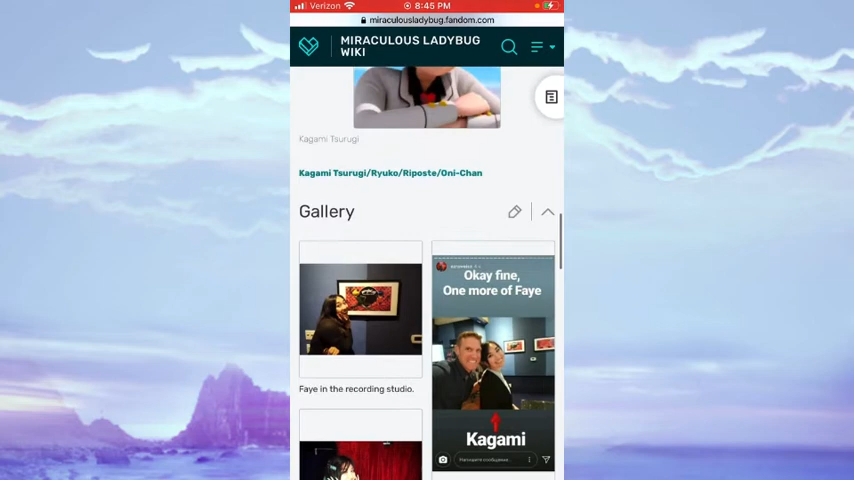 Verizon
8:45 PM
miraculousladybug.fandom.com
MIRACULOUS LADYBUG
WIKI
Kagami Tsurugi
Kagami Tsurugi/Ryuko/Riposte/Oni-Chan
Gallery
Okay fine,
One more of Faye
Kagami
Faye in the recording studio.